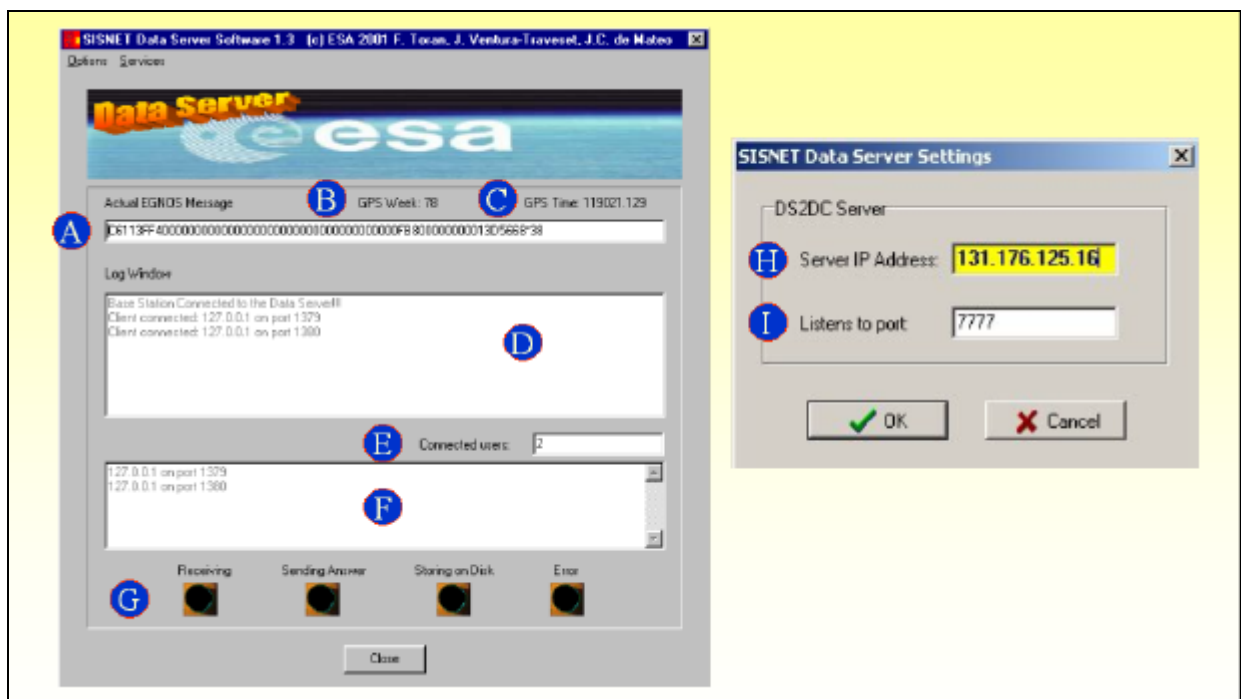 SISNET Data Server Software 1.3 (c) ESA 2001 F. Toran, J. Ventura-Traveset, J.C. de Mateo
Options Services
Data Server
esa
Actual EGNOS Message
B
GPS Week: 78
C
GPS Time: 119021.129
A
Log Window
Base Station Connected to the Data Server!!!
Client connected: 127.0.0.1 on port 1379
Client connected: 127.0.0.1 on port 1380
D
E
Connected users: 2
127.0.0.1 on port 1379
127.0.0.1 on port 1380
F
Receiving Sending Answer Storing on Disk Error
G
Close
SISNET Data Server Settings
DS2DC Server
H
Server IP Address: 131.176.125.16
I
Listens to port: 7777
OK Cancel